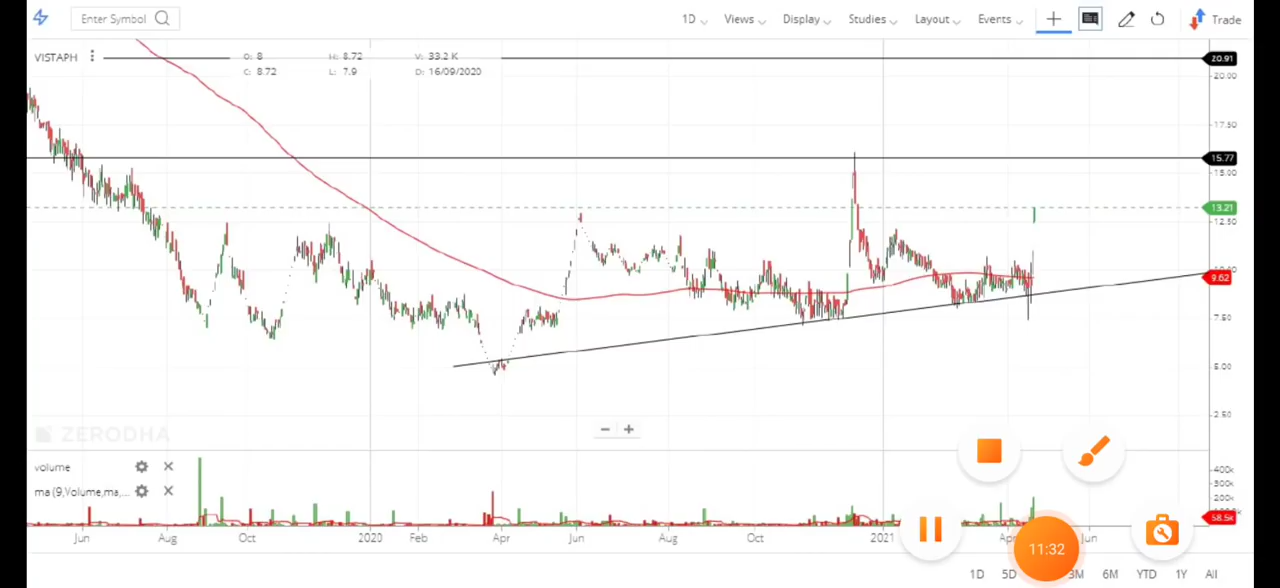 Enter Symbol 1D Views Display Studies Layout Events Trade
VISTAPH O: 8 H: 8.72 V: 33.2 K
C: 8.72 L: 7.9 D: 16/09/2020
20.91
20.00
17.50
15.77
15.00
13.21
12.50
9.62
7.50
5.00
2.50
ZERODHA
volume
ma (9,Volume,ma,...
400k
300k
200k
58.5k
Jun Aug Oct 2020 Feb Apr Jun Aug Oct 2021 Jun
11:32
1D 5D 3M 6M YTD 1Y All